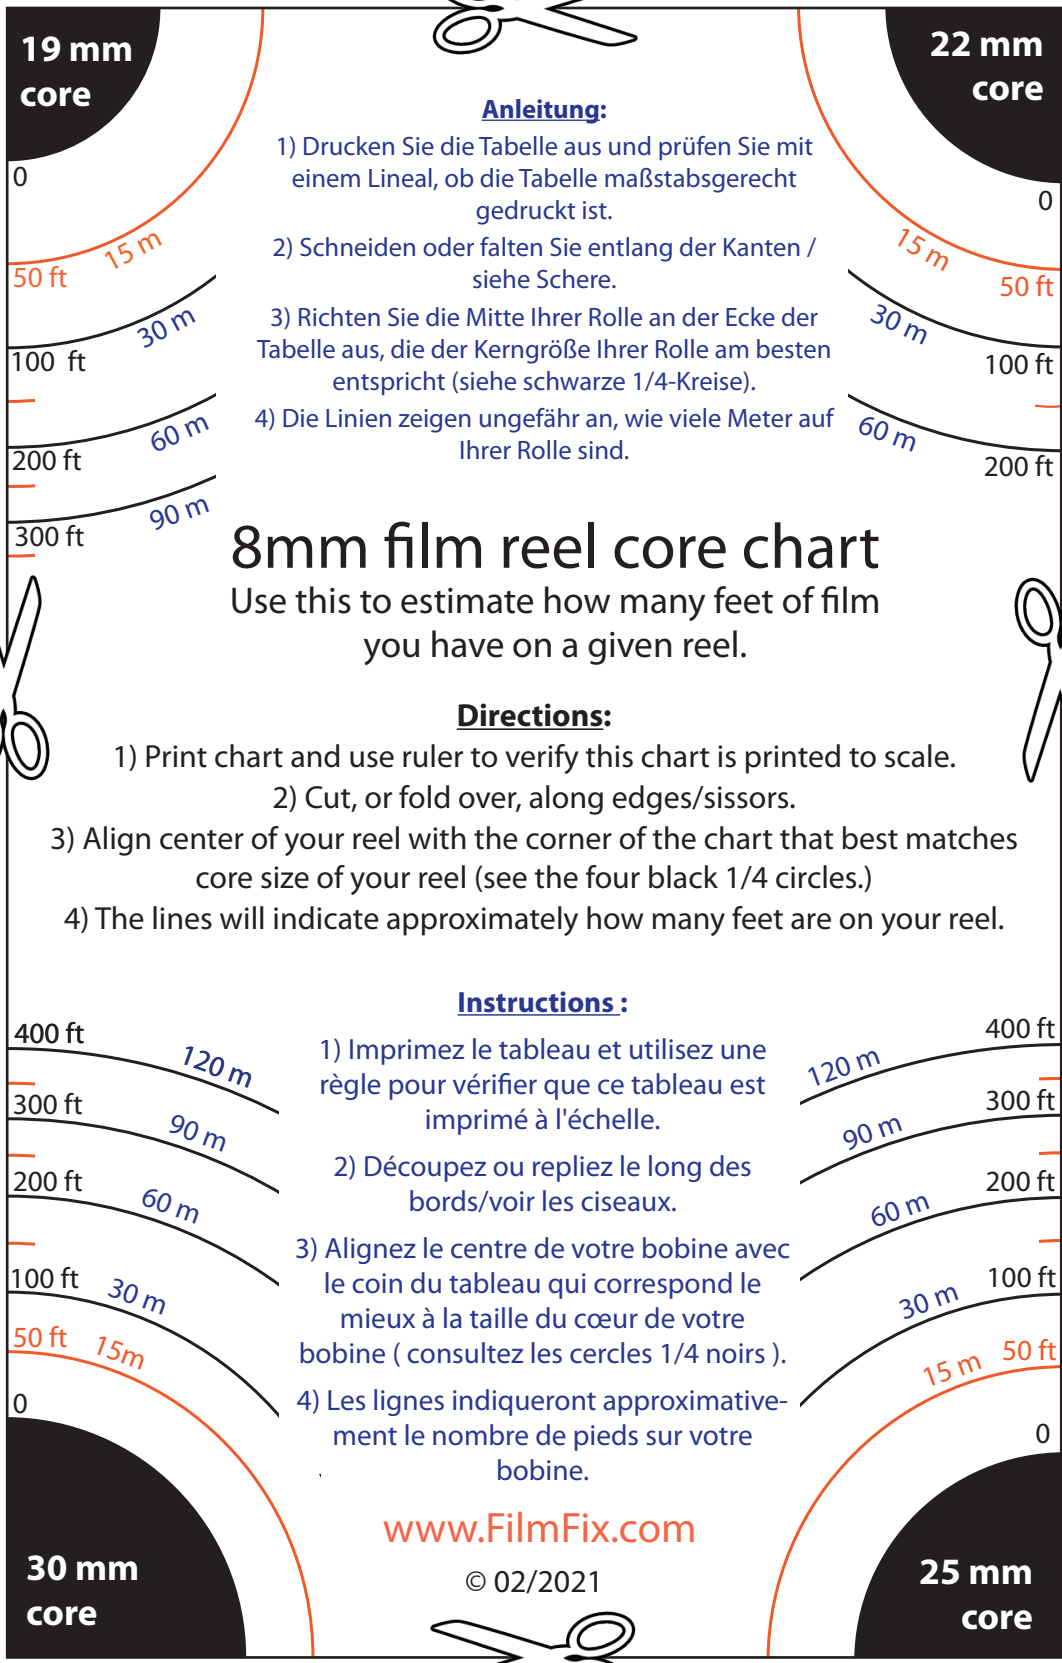 19 mm
core
22 mm
core
0
50 ft
15 m
100 ft
30 m
200 ft
60 m
300 ft
90 m
0
15 m
50 ft
30 m
100 ft
60 m
200 ft
Anleitung:
1) Drucken Sie die Tabelle aus und prüfen Sie mit
einem Lineal, ob die Tabelle maßstabsgerecht
gedruckt ist.
2) Schneiden oder falten Sie entlang der Kanten /
siehe Schere.
3) Richten Sie die Mitte Ihrer Rolle an der Ecke der
Tabelle aus, die der Kerngröße Ihrer Rolle am besten
entspricht (siehe schwarze 1/4-Kreise).
4) Die Linien zeigen ungefähr an, wie viele Meter auf
Ihrer Rolle sind.
8mm film reel core chart
Use this to estimate how many feet of film
you have on a given reel.
Directions:
1) Print chart and use ruler to verify this chart is printed to scale.
2) Cut, or fold over, along edges/sissors.
3) Align center of your reel with the corner of the chart that best matches
core size of your reel (see the four black 1/4 circles.)
4) The lines will indicate approximately how many feet are on your reel.
Instructions :
1) Imprimez le tableau et utilisez une
règle pour vérifier que ce tableau est
imprimé à l'échelle.
2) Découpez ou repliez le long des
bords/voir les ciseaux.
3) Alignez le centre de votre bobine avec
le coin du tableau qui correspond le
mieux à la taille du cœur de votre
bobine ( consultez les cercles 1/4 noirs ).
4) Les lignes indiqueront approximative-
ment le nombre de pieds sur votre
bobine.
400 ft
120 m
300 ft
90 m
200 ft
60 m
100 ft
30 m
50 ft
15m
0
400 ft
120 m
300 ft
90 m
200 ft
60 m
100 ft
30 m
50 ft
15 m
0
www.FilmFix.com
© 02/2021
30 mm
core
25 mm
core